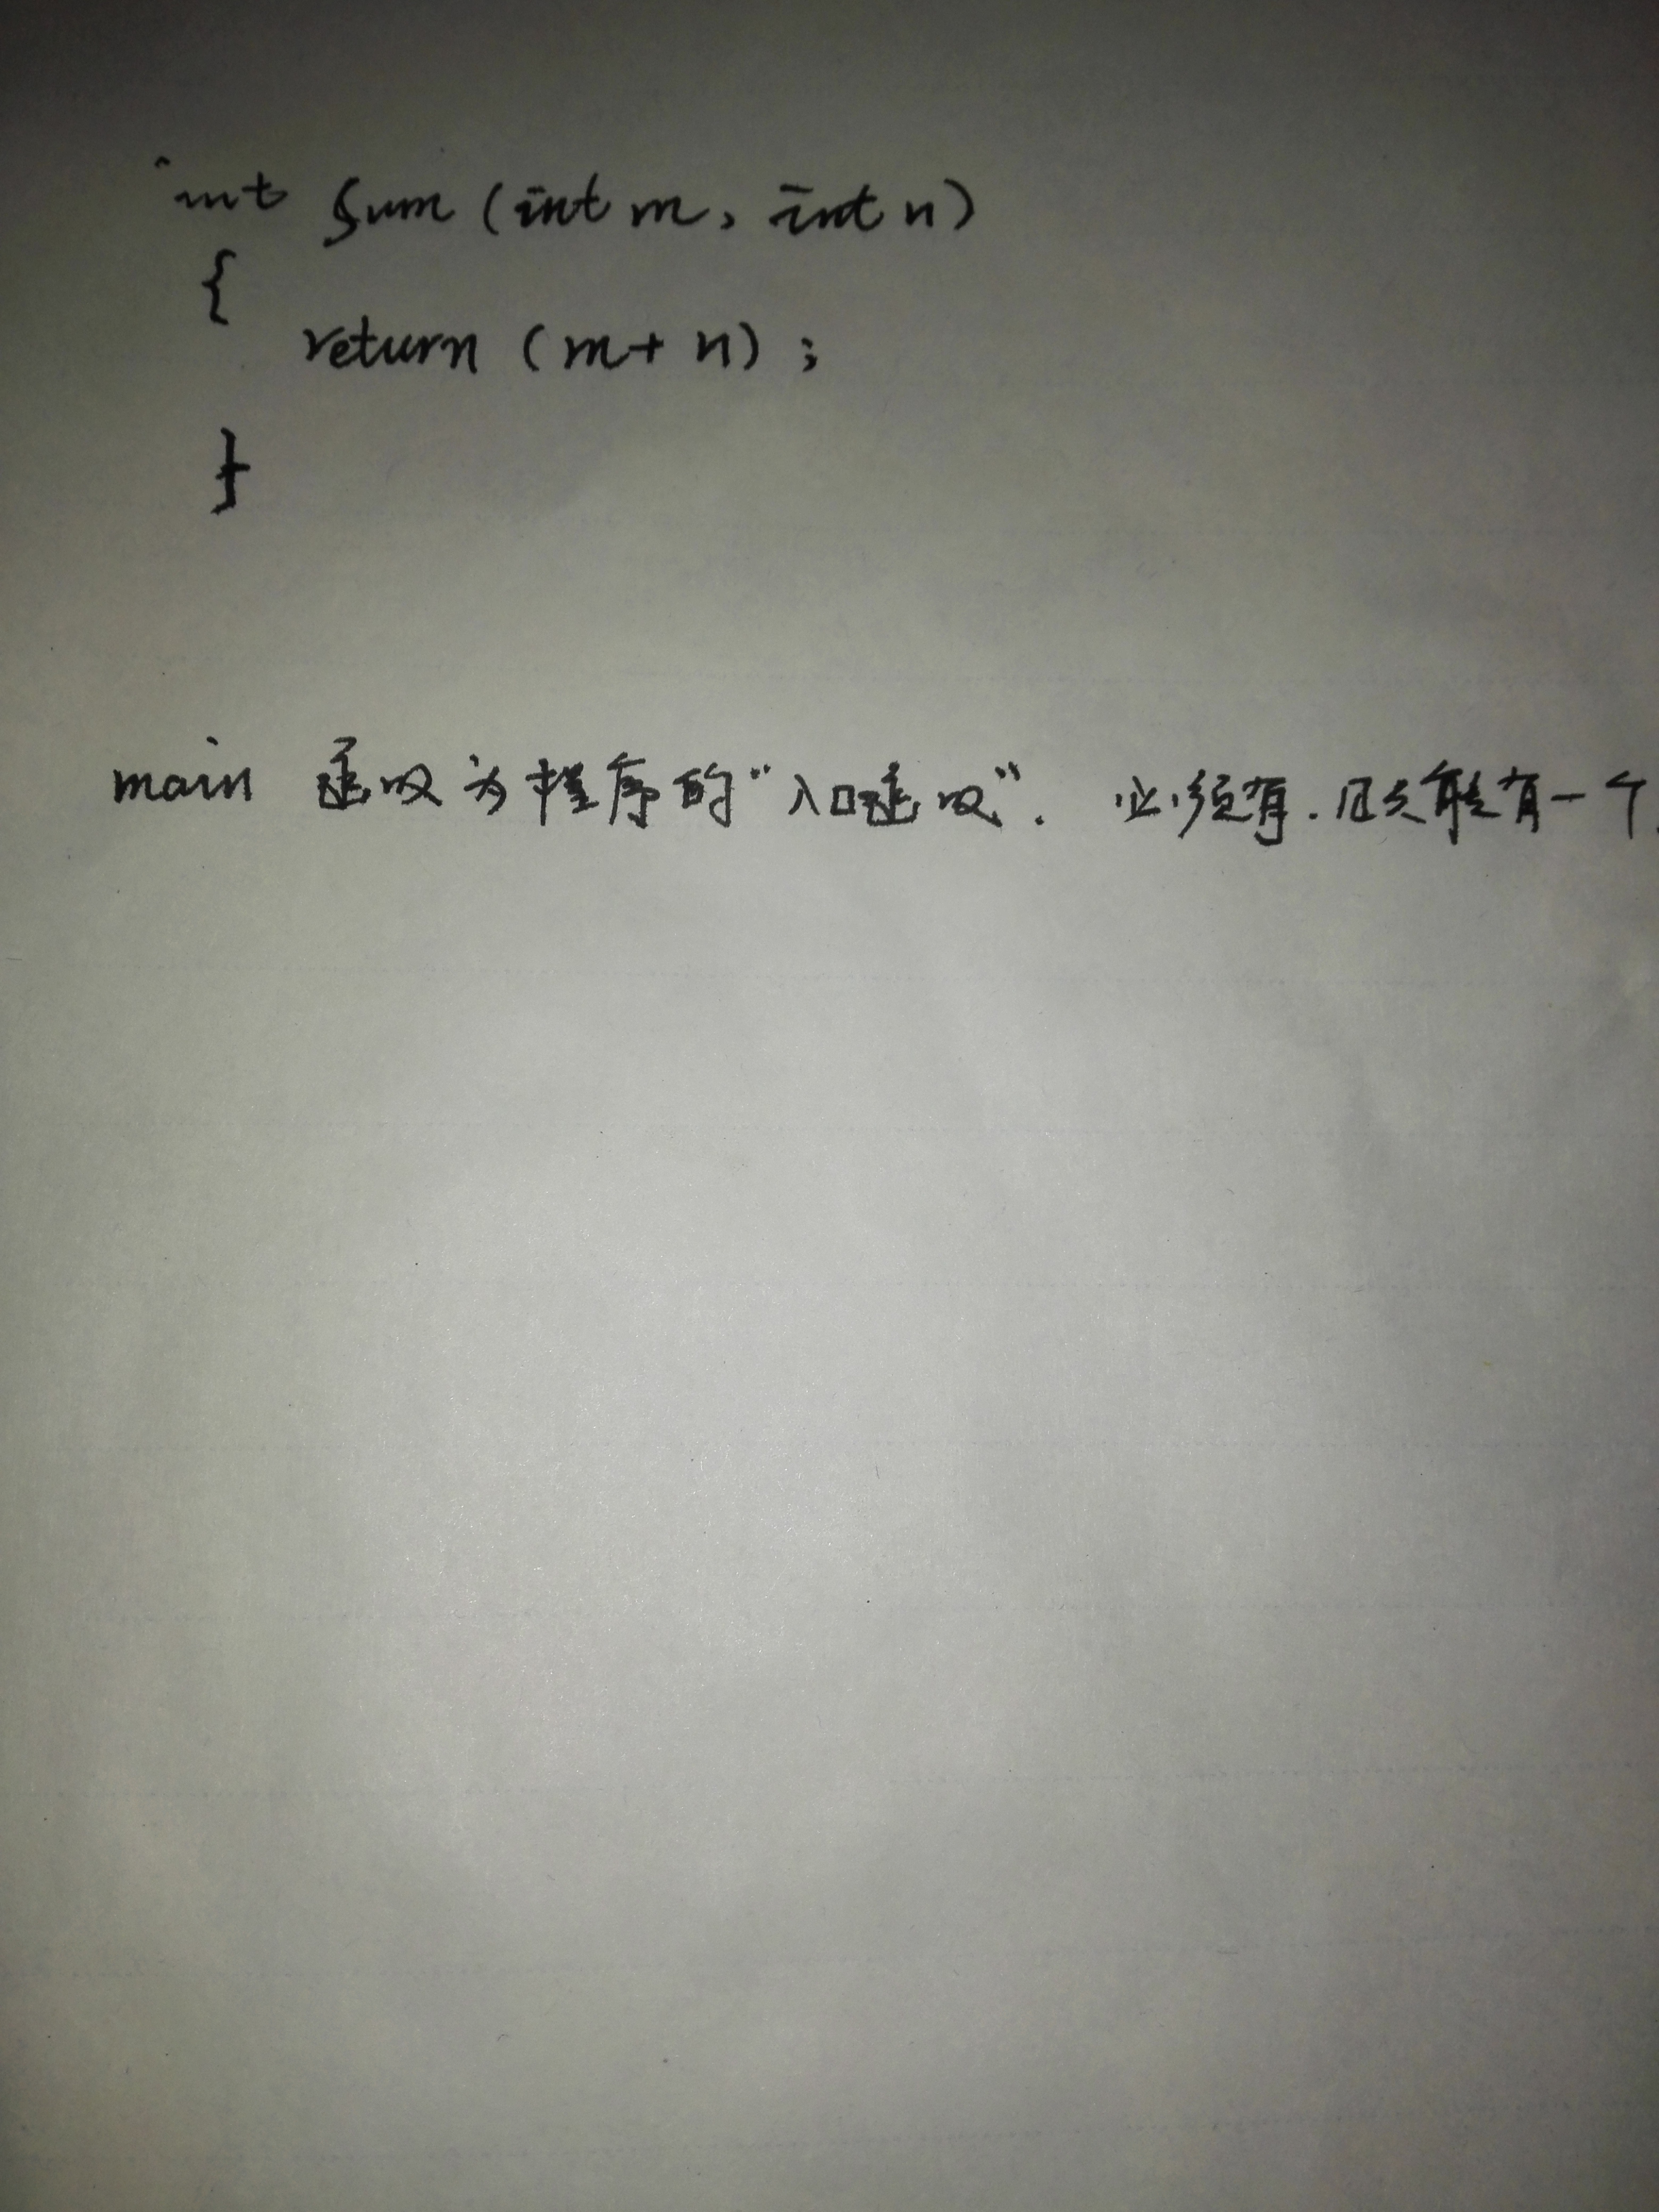 int Sum (int m, int n)
{
return (m + n) ;
}
main 函数为程序的“入口函数”. 必须有.且只能有一个.